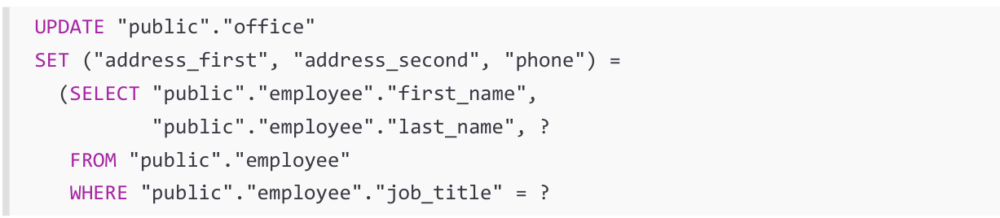 UPDATE "public"."office"
SET ("address_first", "address_second", "phone") =
  (SELECT "public"."employee"."first_name",
          "public"."employee"."last_name", ?
   FROM "public"."employee"
   WHERE "public"."employee"."job_title" = ?